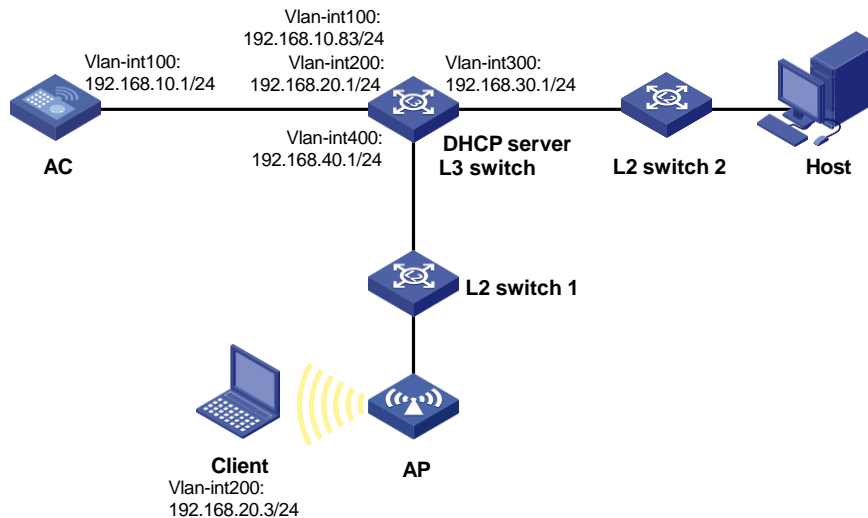 Vlan-int100:
192.168.10.83/24
Vlan-int100:
192.168.10.1/24
Vlan-int200:
192.168.20.1/24
Vlan-int300:
192.168.30.1/24
AC
Vlan-int400:
192.168.40.1/24
DHCP server
L3 switch
L2 switch 2
Host
L2 switch 1
Client
Vlan-int200:
192.168.20.3/24
AP